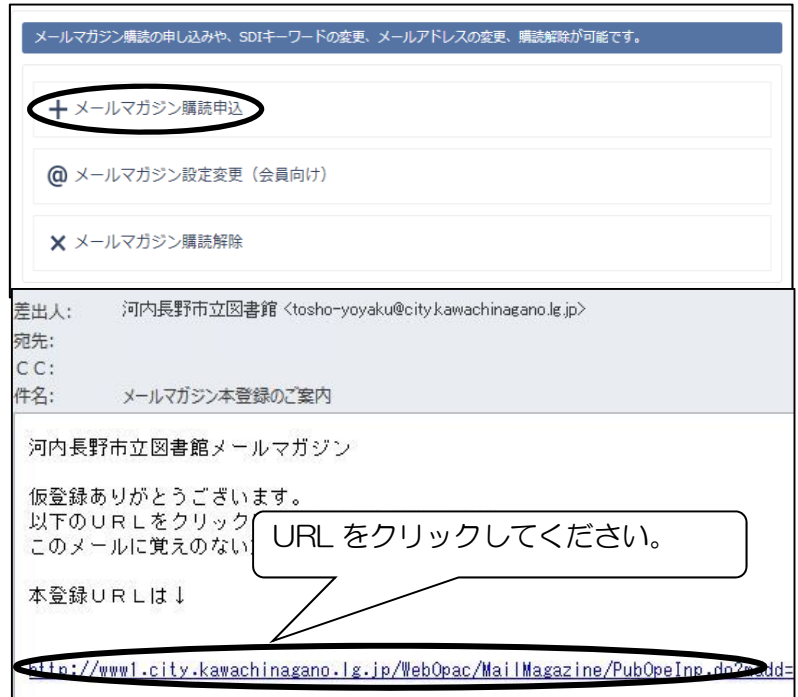 メールマガジン購読の申し込みや、SDIキーワードの変更、メールアドレスの変更、購読解除が可能です。
+ メールマガジン購読申込
@ メールマガジン設定変更（会員向け）
× メールマガジン購読解除
差出人: 河内長野市立図書館 <tosho-yoyaku@city.kawachinagano.lg.jp>
宛先:
ＣＣ:
件名: メールマガジン本登録のご案内
河内長野市立図書館メールマガジン
仮登録ありがとうございます。
以下のＵＲＬをクリック
このメールに覚えのない
URL をクリックしてください。
本登録ＵＲＬは↓
http://www1.city.kawachinagano.lg.jp/WebOpac/MailMagazine/PubOpeInp.do?madd=